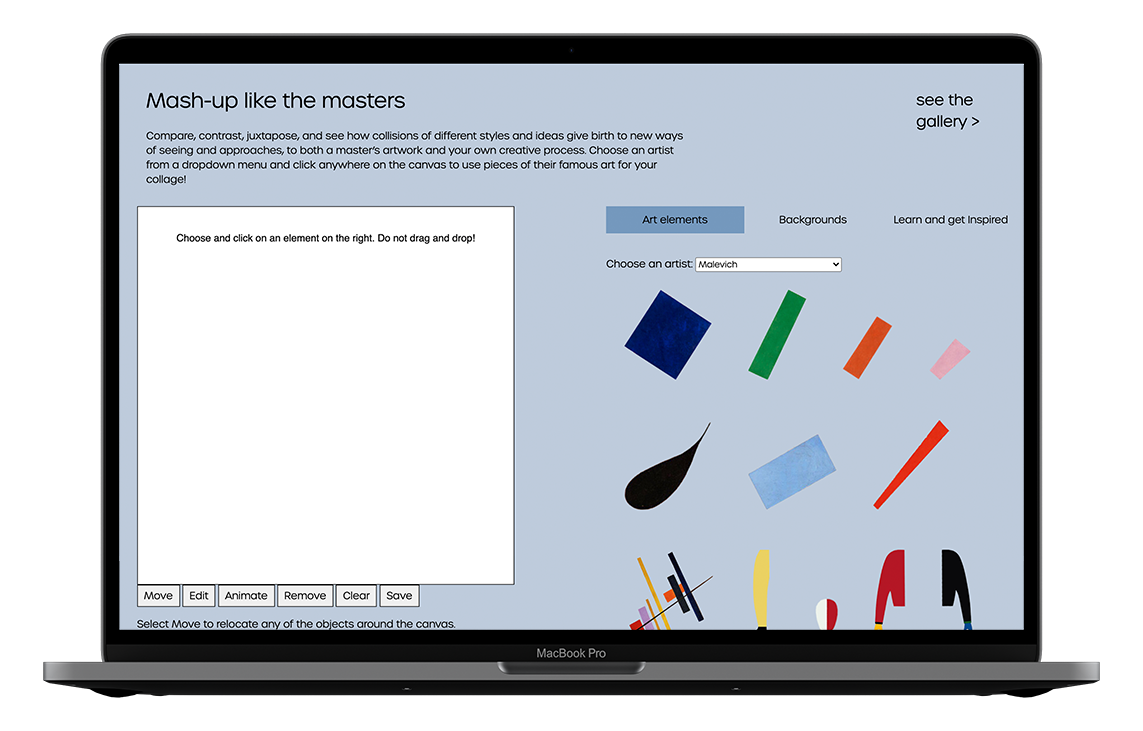 Mash-up like the masters
see the
gallery >
Compare, contrast, juxtapose, and see how collisions of different styles and ideas give birth to new ways
of seeing and approaches, to both a master's artwork and your own creative process. Choose an artist
from a dropdown menu and click anywhere on the canvas to use pieces of their famous art for your
collage!
Choose and click on an element on the right. Do not drag and drop!
Art elements
Backgrounds
Learn and get Inspired
Choose an artist: Malevich
Move
Edit
Animate
Remove
Clear
Save
Select Move to relocate any of the objects around the canvas.
MacBook Pro